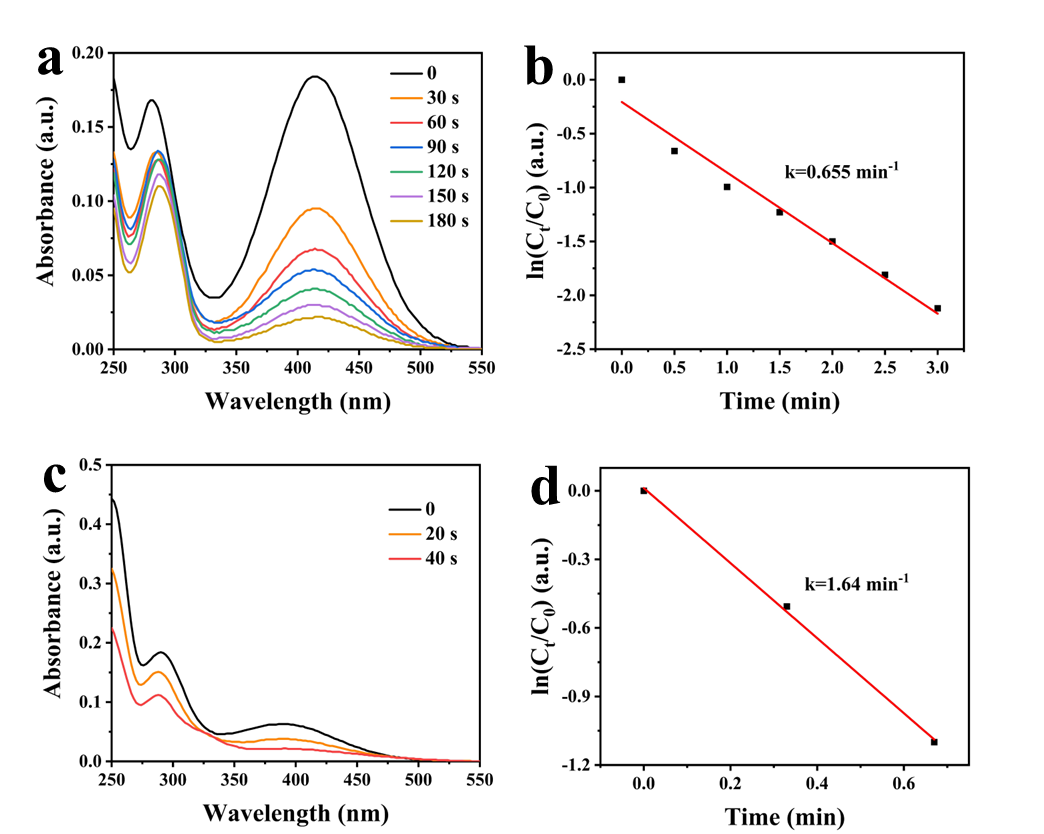 a
0.20
0.15
0.10
0.05
0.00
250 300 350 400 450 500 550
Absorbance (a.u.)
Wavelength (nm)
0
30 s
60 s
90 s
120 s
150 s
180 s
b
0.0
-0.5
-1.0
-1.5
-2.0
-2.5
0.0 0.5 1.0 1.5 2.0 2.5 3.0
ln(Cₜ/C₀) (a.u.)
Time (min)
k=0.655 min⁻¹
c
0.5
0.4
0.3
0.2
0.1
0.0
250 300 350 400 450 500 550
Absorbance (a.u.)
Wavelength (nm)
0
20 s
40 s
d
0.0
-0.3
-0.6
-0.9
-1.2
0.0 0.2 0.4 0.6
ln(Cₜ/C₀) (a.u.)
Time (min)
k=1.64 min⁻¹